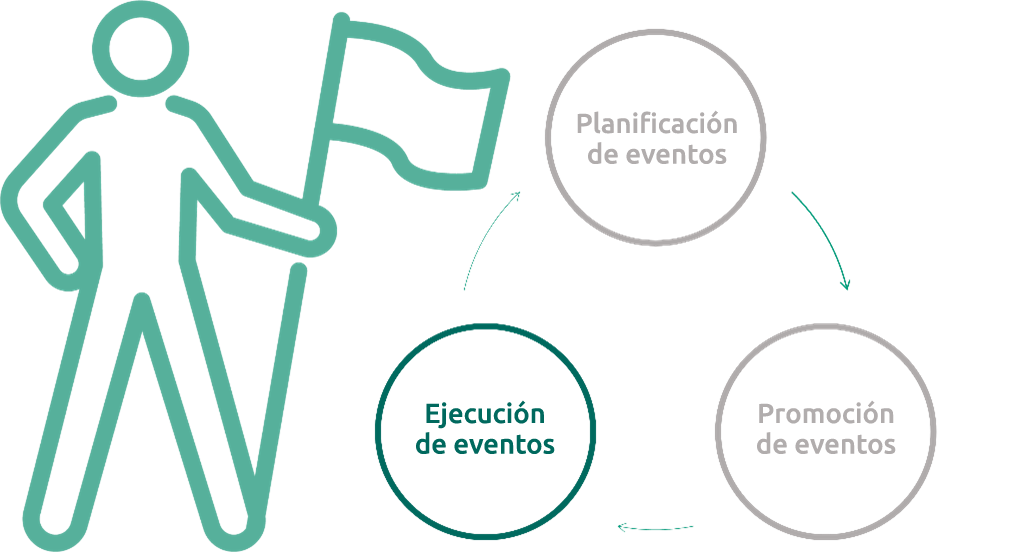 Planificación
de eventos
Ejecución
de eventos
Promoción
de eventos